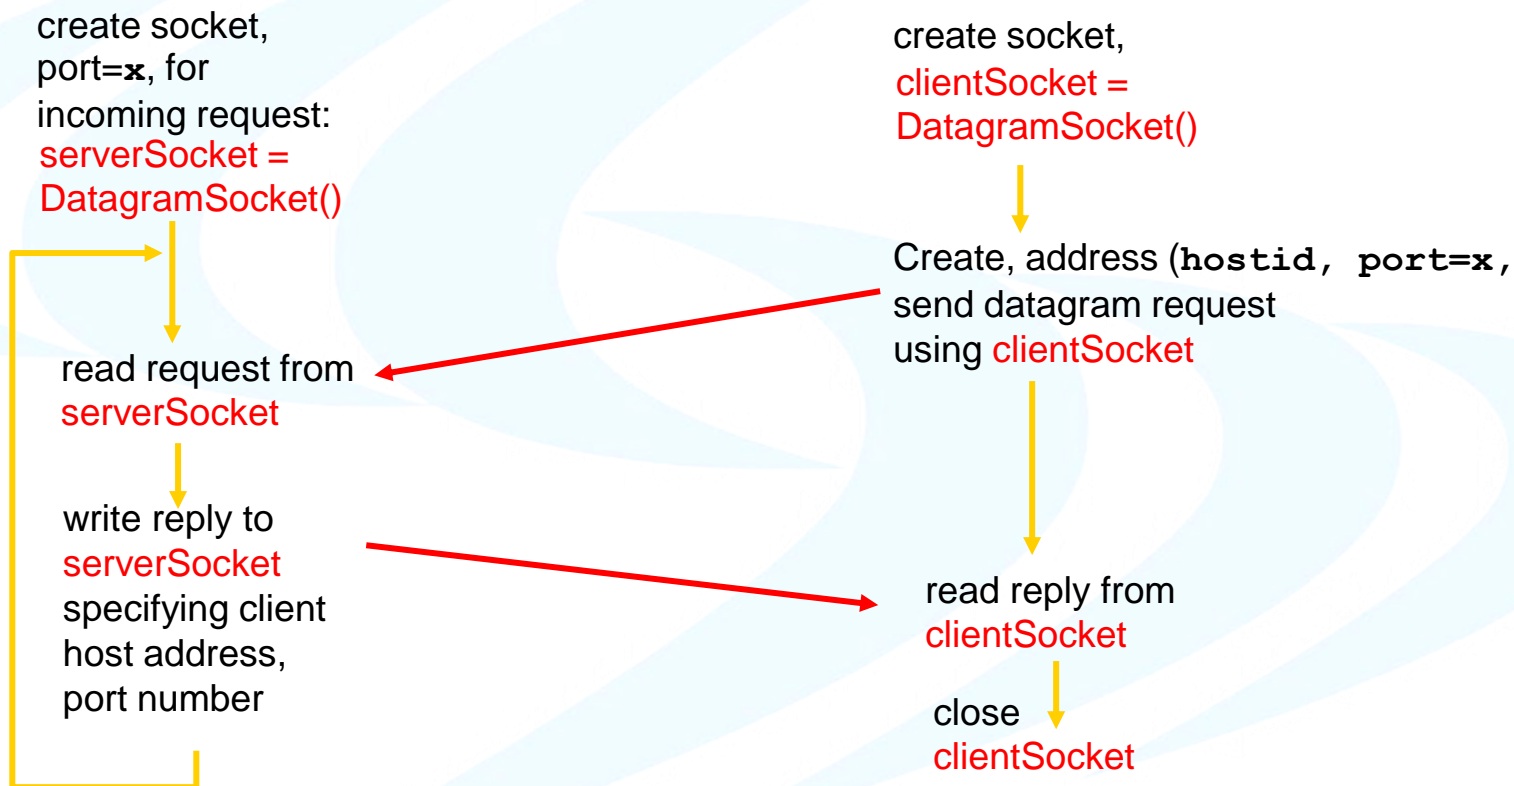 create socket,
port=x, for
incoming request:
serverSocket =
DatagramSocket()
read request from
serverSocket
write reply to
serverSocket
specifying client
host address,
port number
create socket,
clientSocket =
DatagramSocket()
Create, address (hostid, port=x,
send datagram request
using clientSocket
read reply from
clientSocket
close
clientSocket